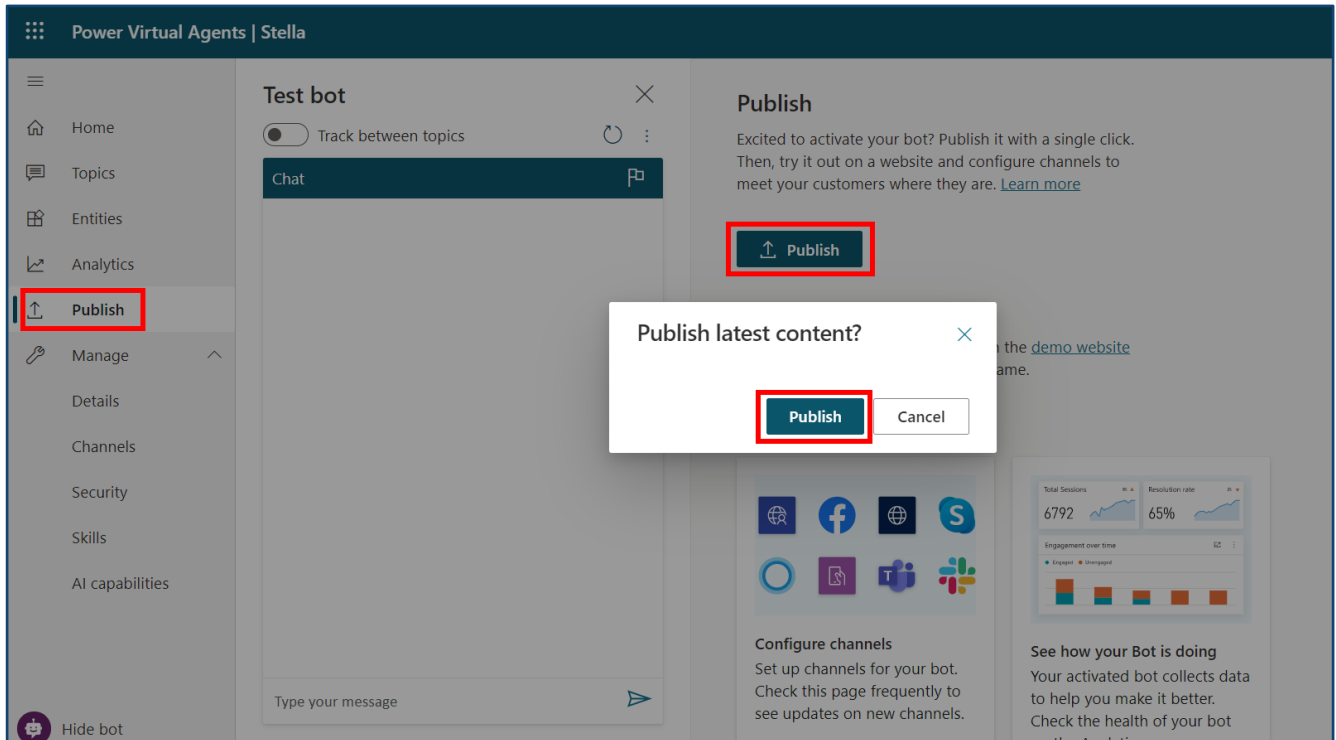 Power Virtual Agents | Stella
Home
Topics
Entities
Analytics
Publish
Manage
Details
Channels
Security
Skills
AI capabilities
Hide bot
Test bot
Track between topics
Chat
Type your message
Publish
Excited to activate your bot? Publish it with a single click.
Then, try it out on a website and configure channels to
meet your customers where they are. Learn more
Publish
Publish latest content?
Publish
Cancel
the demo website
ame.
Configure channels
Set up channels for your bot.
Check this page frequently to
see updates on new channels.
Total Sessions
6792
Resolution rate
65%
Engagement over time
Engaged
Unengaged
See how your Bot is doing
Your activated bot collects data
to help you make it better.
Check the health of your bot